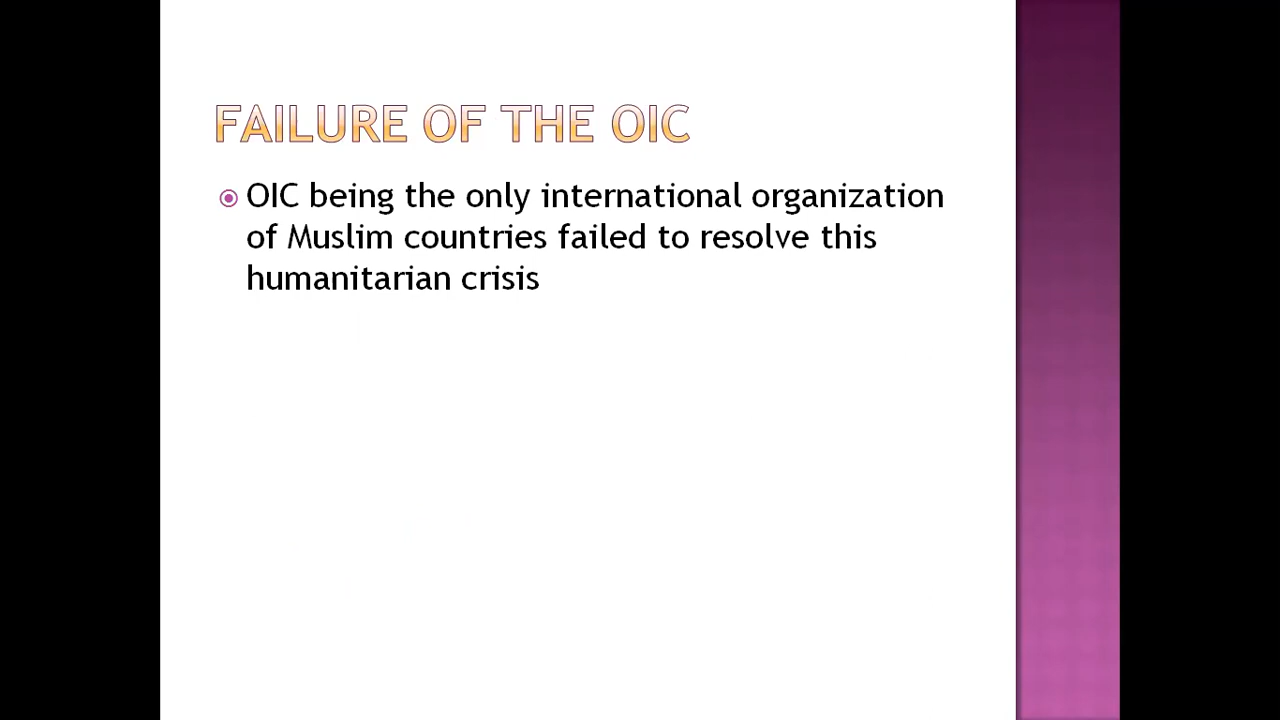 FAILURE OF THE OIC
OIC being the only international organization
of Muslim countries failed to resolve this
humanitarian crisis